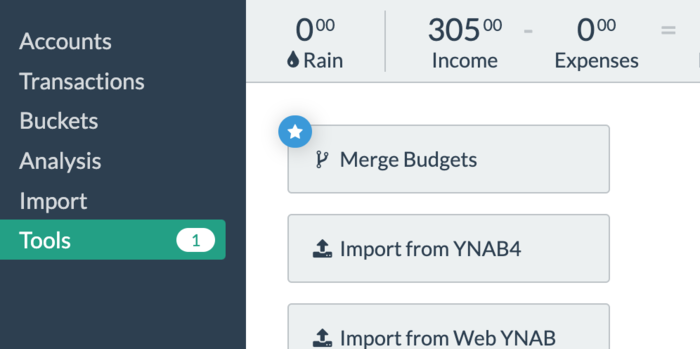 Accounts
Transactions
Buckets
Analysis
Import
Tools 1
0 00 305 00 - 0 00 =
Rain Income Expenses
Merge Budgets
Import from YNAB4
Import from Web YNAB